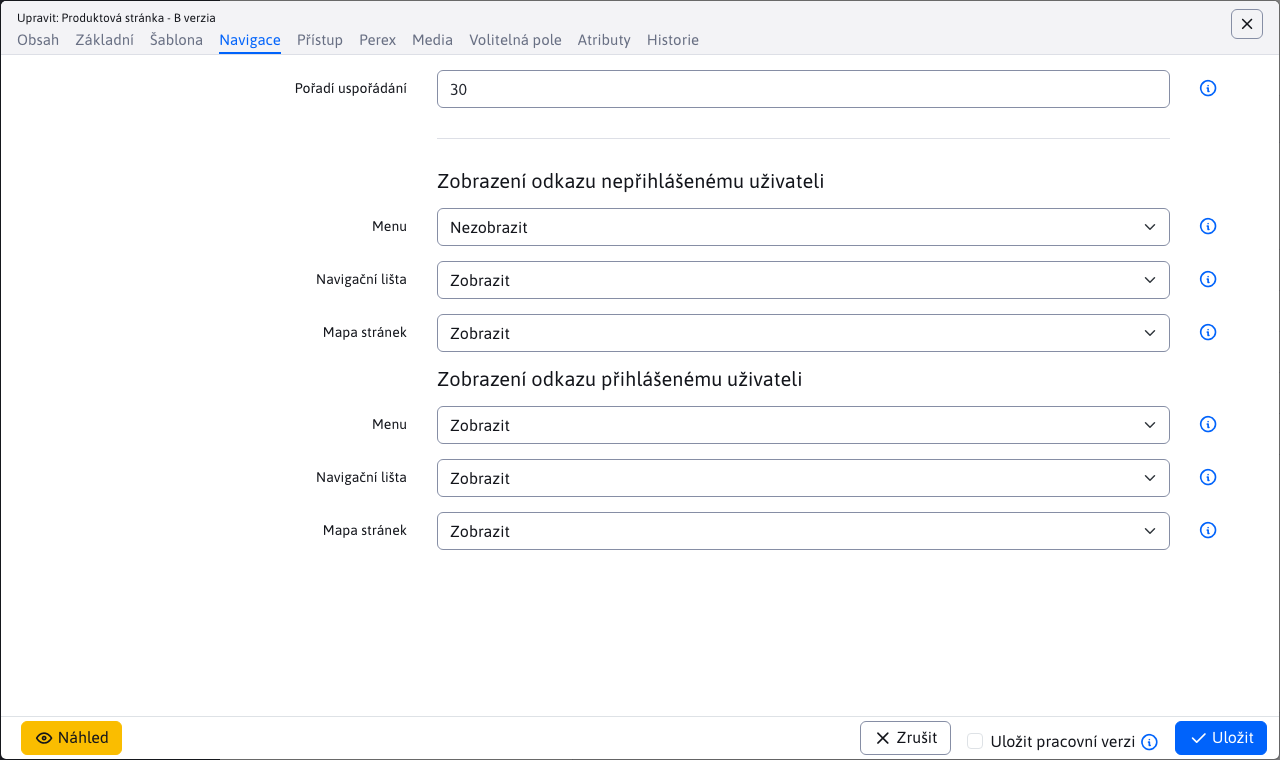 Upravit: Produktová stránka - B verzia
Obsah Základní Šablona Navigace Přístup Perex Media Volitelná pole Atributy Historie
Pořadí uspořádání 30
Zobrazení odkazu nepřihlášenému uživateli
Menu Nezobrazit
Navigační lišta Zobrazit
Mapa stránek Zobrazit
Zobrazení odkazu přihlášenému uživateli
Menu Zobrazit
Navigační lišta Zobrazit
Mapa stránek Zobrazit
Náhled Zrušit Uložit pracovní verzi Uložit